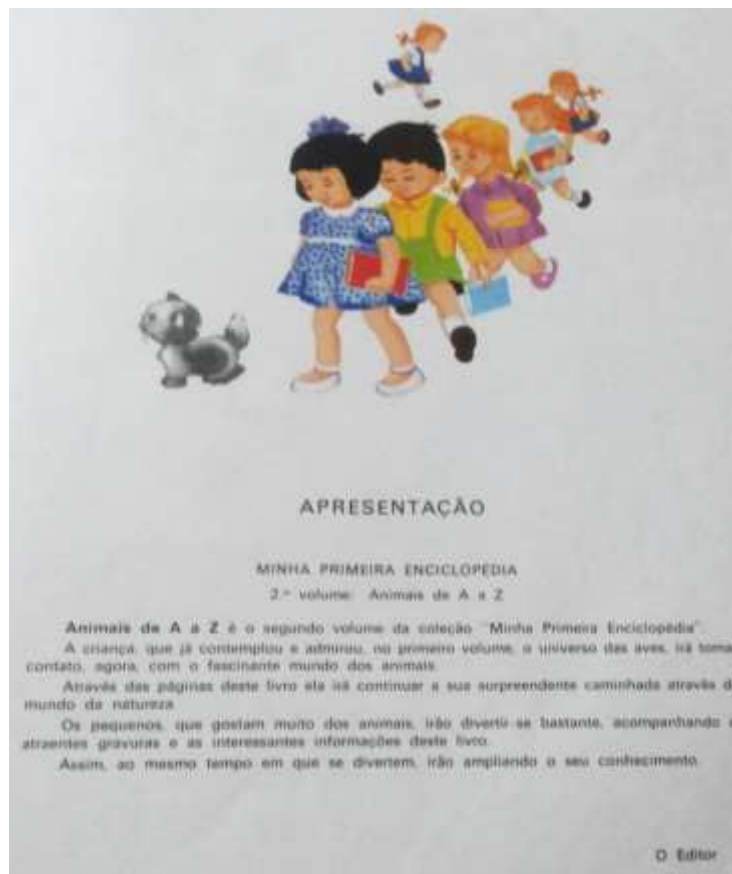 APRESENTAÇÃO
MINHA PRIMEIRA ENCICLOPÉDIA
2.º volume: Animais de A a Z
Animais de A a Z é o segundo volume da coleção "Minha Primeira Enciclopédia".
A criança, que já contemplou e admirou, no primeiro volume, o universo das aves, irá toma
contato, agora, com o fascinante mundo dos animais.
Através das páginas deste livro ela irá continuar a sua surpreendente caminhada através d
mundo da natureza.
Os pequenos, que gostam muito dos animais, irão divertir-se bastante, acompanhando
atraentes gravuras e as interessantes informações deste livro.
Assim, ao mesmo tempo em que se divertem, irão ampliando o seu conhecimento.
O Editor